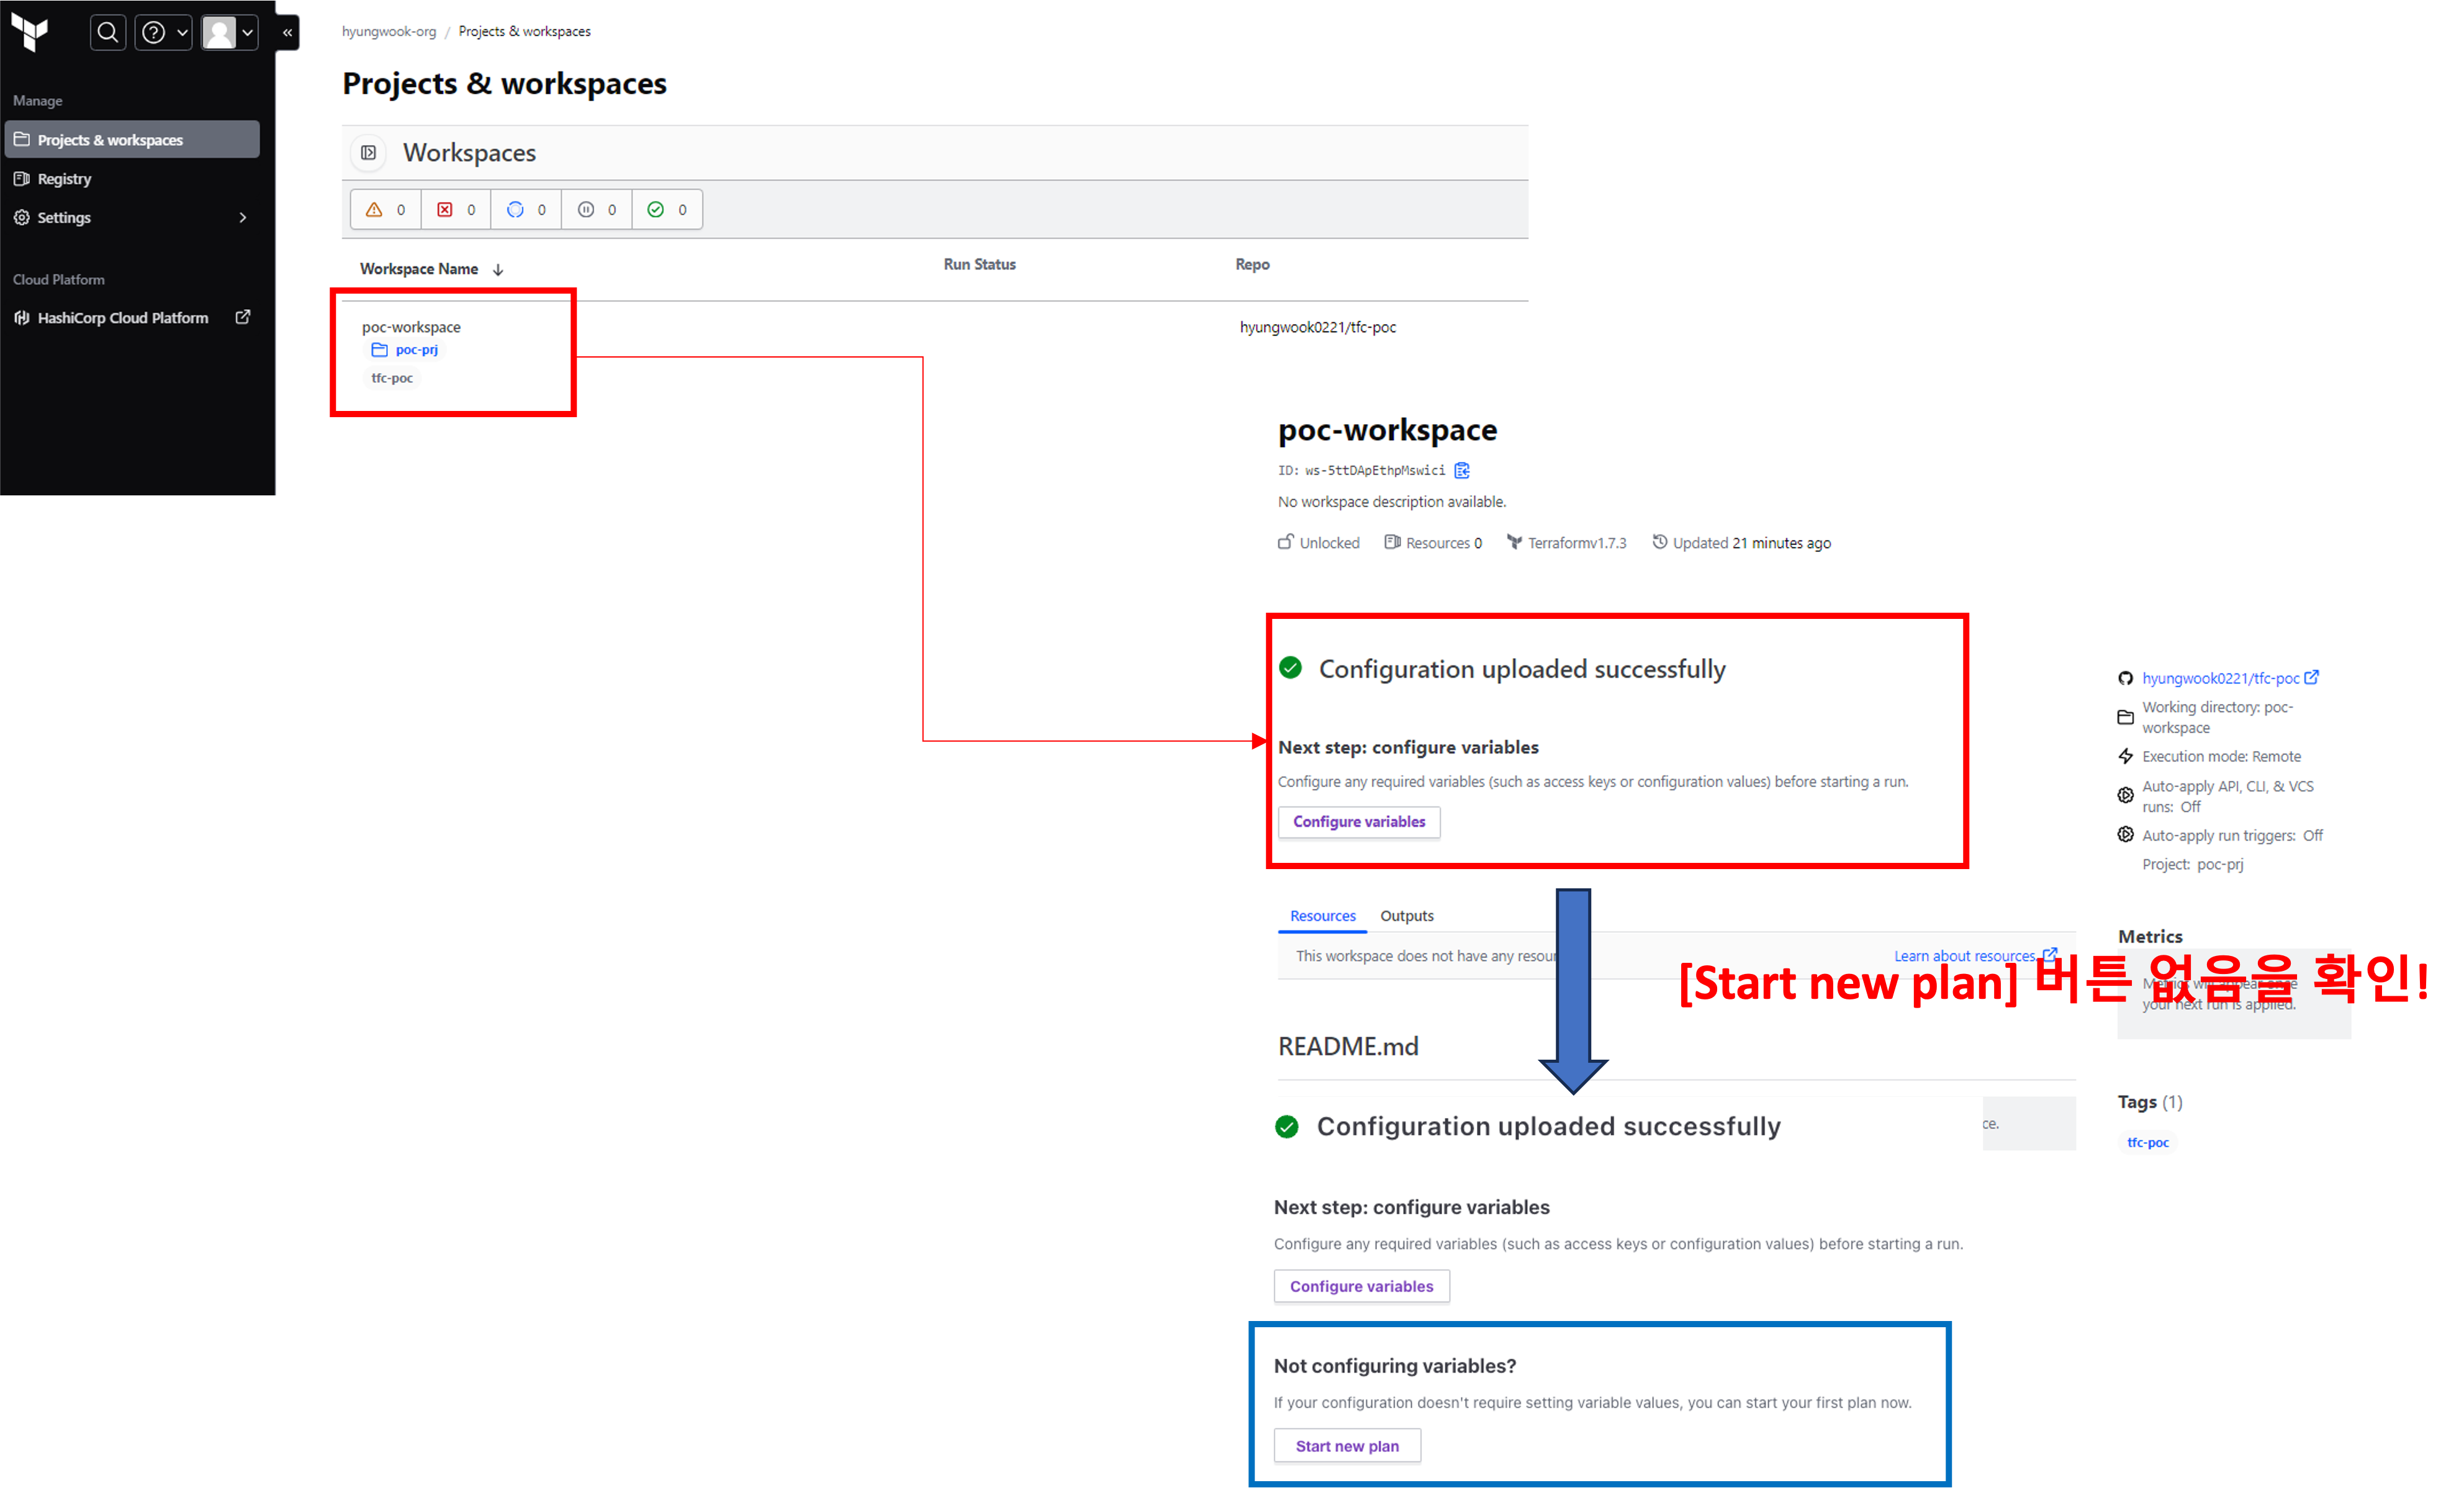 «
hyungwook-org / Projects & workspaces
Projects & workspaces
Manage
Projects & workspaces
Registry
Settings
Cloud Platform
HashiCorp Cloud Platform
Workspaces
0 0 0 0 0
Workspace Name ↓ Run Status Repo
poc-workspace hyungwook0221/tfc-poc
poc-prj
tfc-poc
poc-workspace
ID: ws-5ttDApEthpMswici
No workspace description available.
Unlocked Resources 0 Terraformv1.7.3 Updated 21 minutes ago
Configuration uploaded successfully
Next step: configure variables
Configure any required variables (such as access keys or configuration values) before starting a run.
Configure variables
hyungwook0221/tfc-poc
Working directory: poc-
workspace
Execution mode: Remote
Auto-apply API, CLI, & VCS
runs: Off
Auto-apply run triggers: Off
Project: poc-prj
Resources Outputs
This workspace does not have any resour
Learn about resources.
Metrics
[Start new plan] 버튼 없음을 확인!
Metrics will appear once
your next run is applied.
README.md
Configuration uploaded successfully
ce.
Tags (1)
tfc-poc
Next step: configure variables
Configure any required variables (such as access keys or configuration values) before starting a run.
Configure variables
Not configuring variables?
If your configuration doesn't require setting variable values, you can start your first plan now.
Start new plan